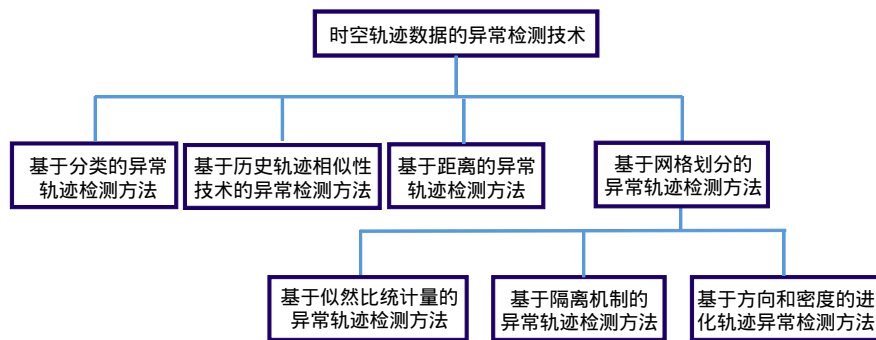 时空轨迹数据的异常检测技术
基于分类的异常
轨迹检测方法
基于历史轨迹相似性
技术的异常检测方法
基于距离的异常
轨迹检测方法
基于网格划分的
异常轨迹检测方法
基于似然比统计量的
异常轨迹检测方法
基于隔离机制的
异常轨迹检测方法
基于方向和密度的进
化轨迹异常检测方法